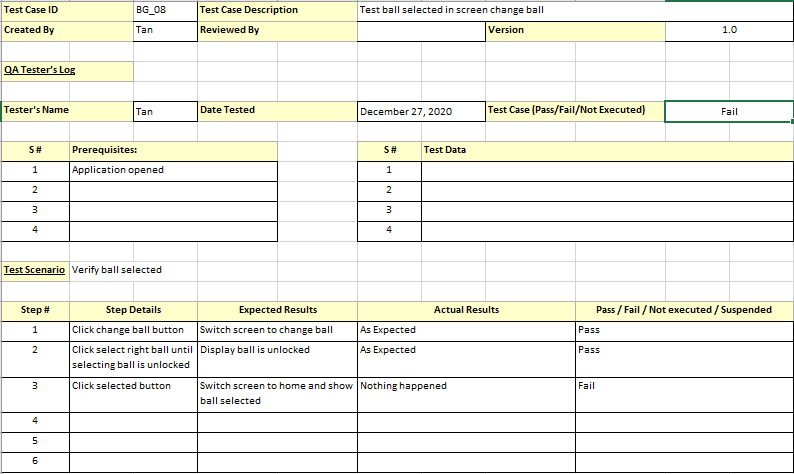 Test Case ID BG_08 Test Case Description Test ball selected in screen change ball
Created By Tan Reviewed By Version 1.0
QA Tester's Log
Tester's Name Tan Date Tested December 27, 2020 Test Case (Pass/Fail/Not Executed) Fail
S # Prerequisites: S # Test Data
1 Application opened 1
2 2
3 3
4 4
Test Scenario Verify ball selected
Step # Step Details Expected Results Actual Results Pass / Fail / Not executed / Suspended
1 Click change ball button Switch screen to change ball As Expected Pass
2 Click select right ball until Display ball is unlocked As Expected Pass
selecting ball is unlocked
3 Click selected button Switch screen to home and show Nothing happened Fail
ball selected
4
5
6